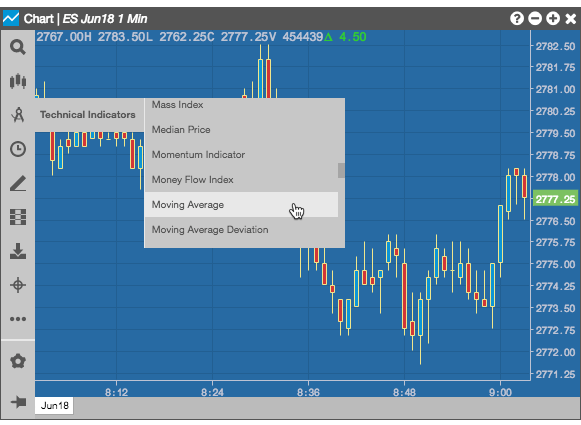 Chart | ES Jun18 1 Min
2767.00H 2783.50L 2762.25C 2777.25V 454439Δ 4.50
2782.50
2781.75
2781.00
2780.25
2779.50
2778.75
2778.00
2777.25
2776.50
2775.75
2775.00
2774.25
2773.50
2772.75
2772.00
2771.25
Technical Indicators
Mass Index
Median Price
Momentum Indicator
Money Flow Index
Moving Average
Moving Average Deviation
8:12 8:24 8:36 8:48 9:00
Jun18